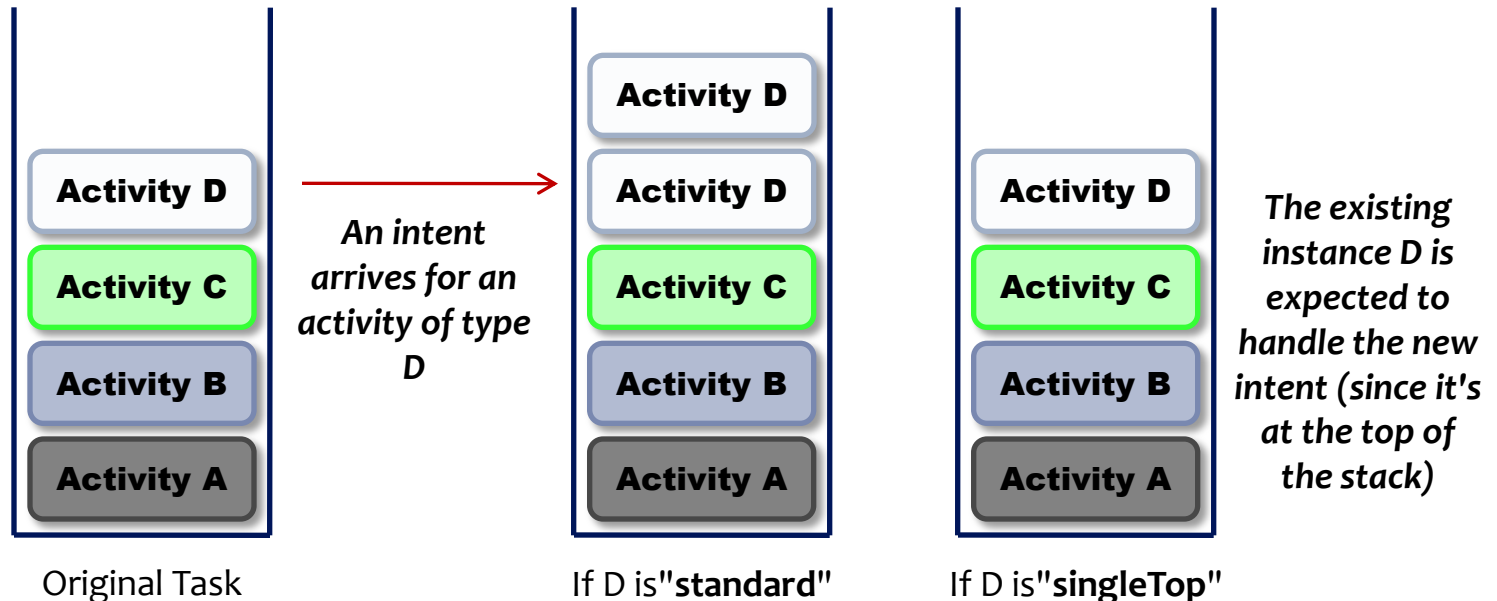 Activity D
Activity C
Activity B
Activity A
Original Task
An intent
arrives for an
activity of type
D
Activity D
Activity D
Activity C
Activity B
Activity A
If D is"standard"
Activity D
Activity C
Activity B
Activity A
If D is"singleTop"
The existing
instance D is
expected to
handle the new
intent (since it's
at the top of
the stack)